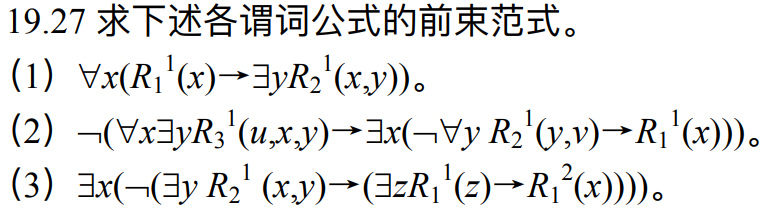 19.27 求下述各谓词公式的前束范式。
(1) ∀x(R₁¹(x)→∃yR₂¹(x,y))。
(2) ¬(∀x∃yR₃¹(u,x,y)→∃x(¬∀y R₂¹(y,v)→R₁¹(x)))。
(3) ∃x(¬(∃y R₂¹ (x,y)→(∃zR₁¹(z)→R₁²(x))))。